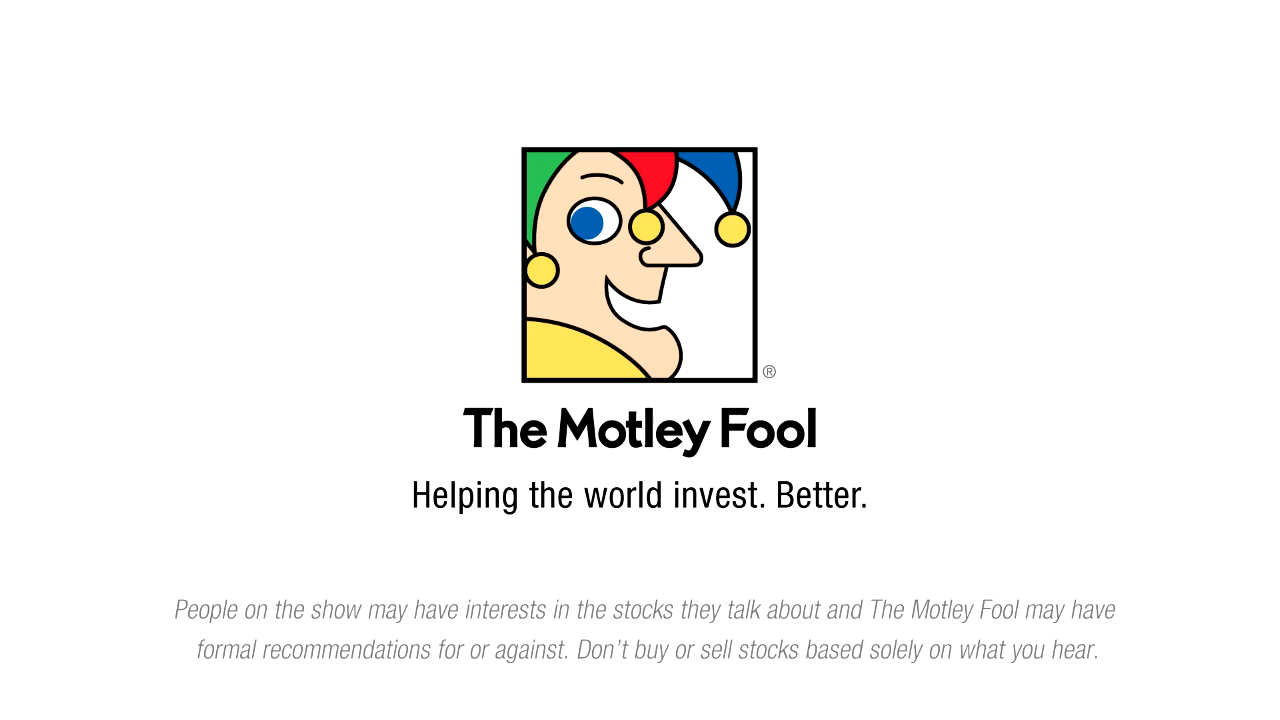 ®
The Motley Fool
Helping the world invest. Better.
People on the show may have interests in the stocks they talk about and The Motley Fool may have
formal recommendations for or against. Don’t buy or sell stocks based solely on what you hear.